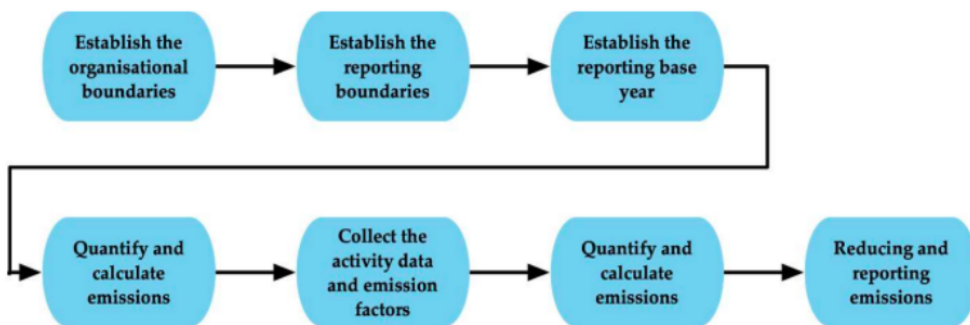 Establish the
organisational
boundaries
Establish the
reporting
boundaries
Establish the
reporting base
year
Quantify and
calculate
emissions
Collect the
activity data
and emission
factors
Quantify and
calculate
emissions
Reducing and
reporting
emissions